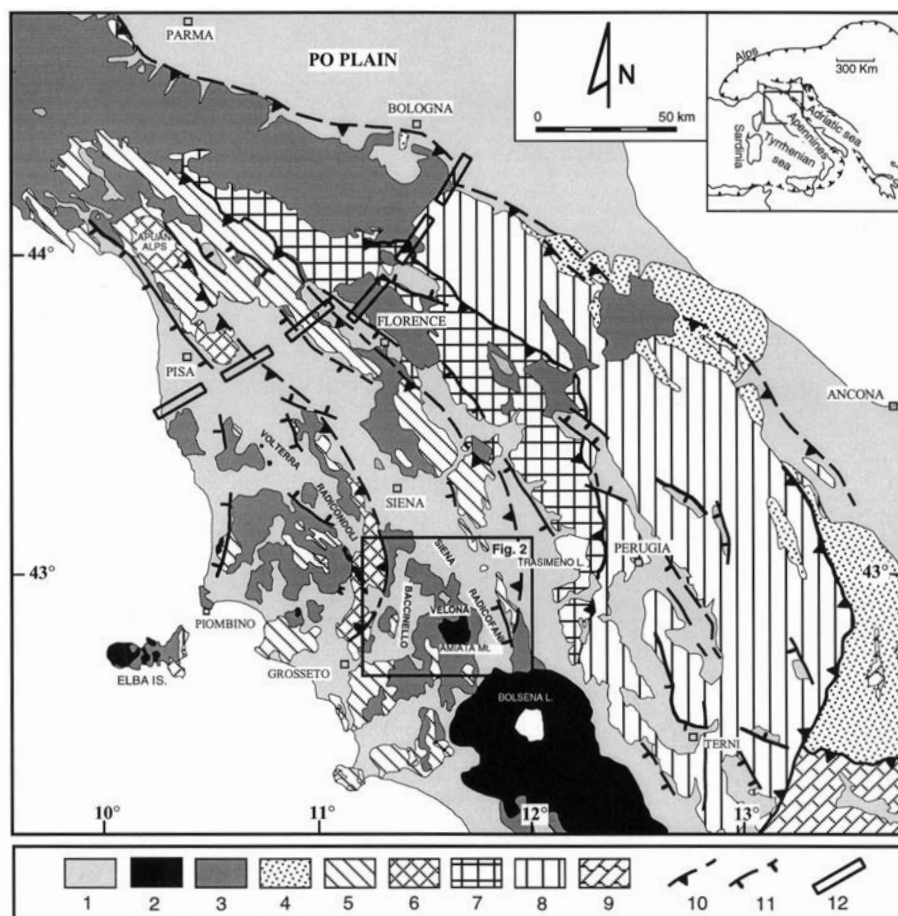 PARMA
PO PLAIN
BOLOGNA
N
0 50 km
Alps
300 Km
Adriatic sea
Apennines
Tyrrhenian
sea
Sardinia
44°
APUAN
ALPS
FLORENCE
PISA
ANCONA
VOLTERRA
RADICONDOLI
SIENA
43°
SIENA
Fig. 2
TRASIMENO L.
PERUGIA
43°
BACCINELLO
VELONA
RADICOFANI
AMIATA Mt.
PIOMBINO
ELBA IS.
GROSSETO
BOLSENA L.
TERNI
10° 11° 12° 13°
1 2 3 4 5 6 7 8 9 10 11 12